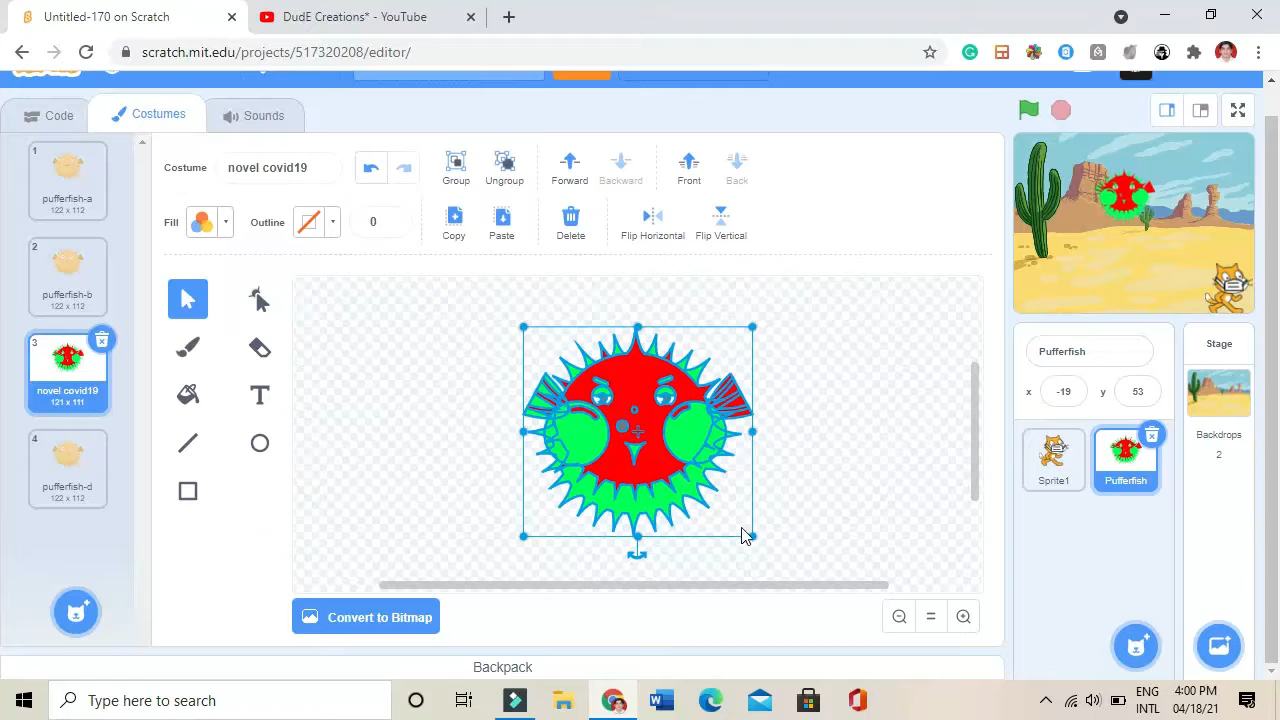 Untitled-170 on Scratch
DudE Creations* - YouTube
scratch.mit.edu/projects/517320208/editor/
Code
Costumes
Sounds
1
pufferfish-a
122 x 112
2
pufferfish-b
122 x 112
3
novel covid19
121 x 111
4
pufferfish-d
122 x 112
Costume
novel covid19
Group
Ungroup
Forward
Backward
Front
Back
Fill
Outline
0
Copy
Paste
Delete
Flip Horizontal
Flip Vertical
Convert to Bitmap
Backpack
Pufferfish
x
-19
y
53
Sprite1
Pufferfish
Stage
Backdrops
2
Type here to search
ENG
INTL
4:00 PM
04/18/21